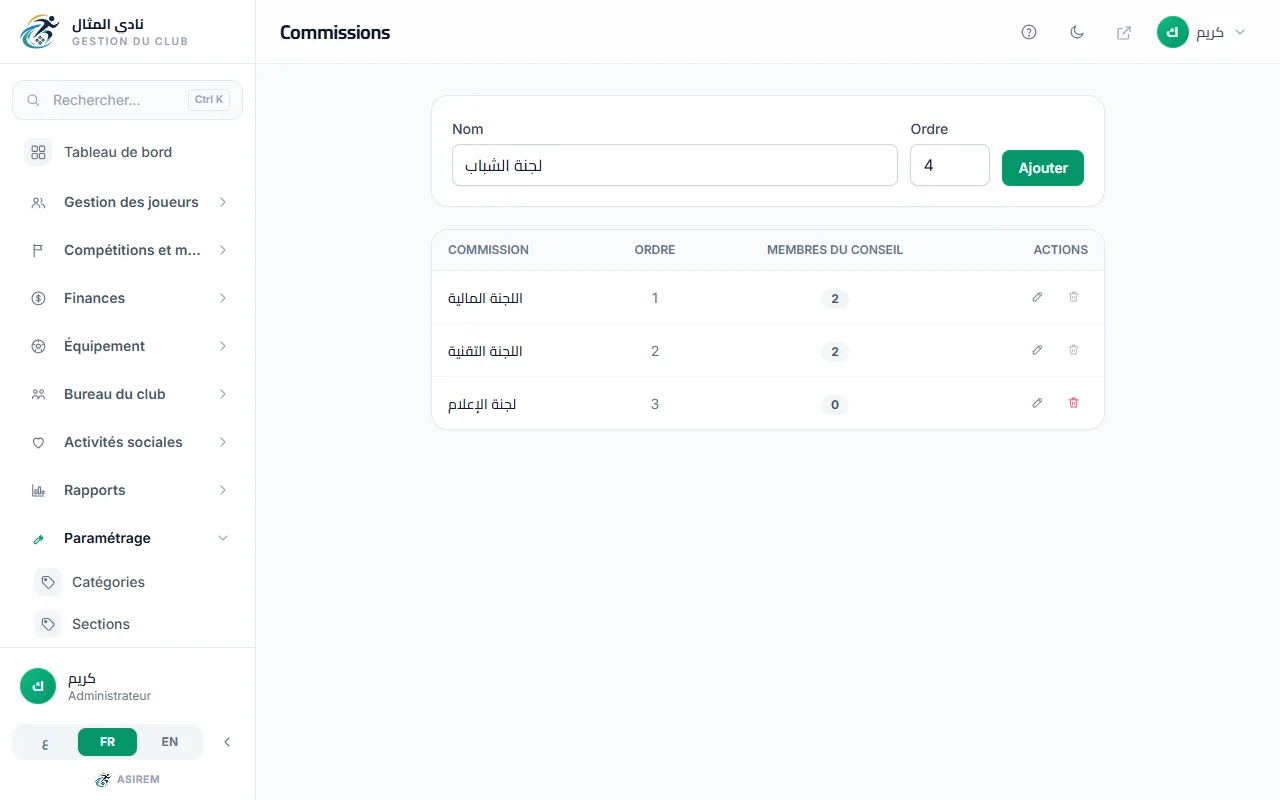 نادي المثال
GESTION DU CLUB
Rechercher...
Ctrl K
Tableau de bord
Gestion des joueurs
Compétitions et m...
Finances
Équipement
Bureau du club
Activités sociales
Rapports
Paramétrage
Catégories
Sections
ك
كريم
Administrateur
ع
FR
EN
ASIREM
Commissions
ك
كريم
Nom
Ordre
لجنة الشباب
4
Ajouter
COMMISSION ORDRE MEMBRES DU CONSEIL ACTIONS
اللجنة المالية 1 2
اللجنة التقنية 2 2
لجنة الإعلام 3 0